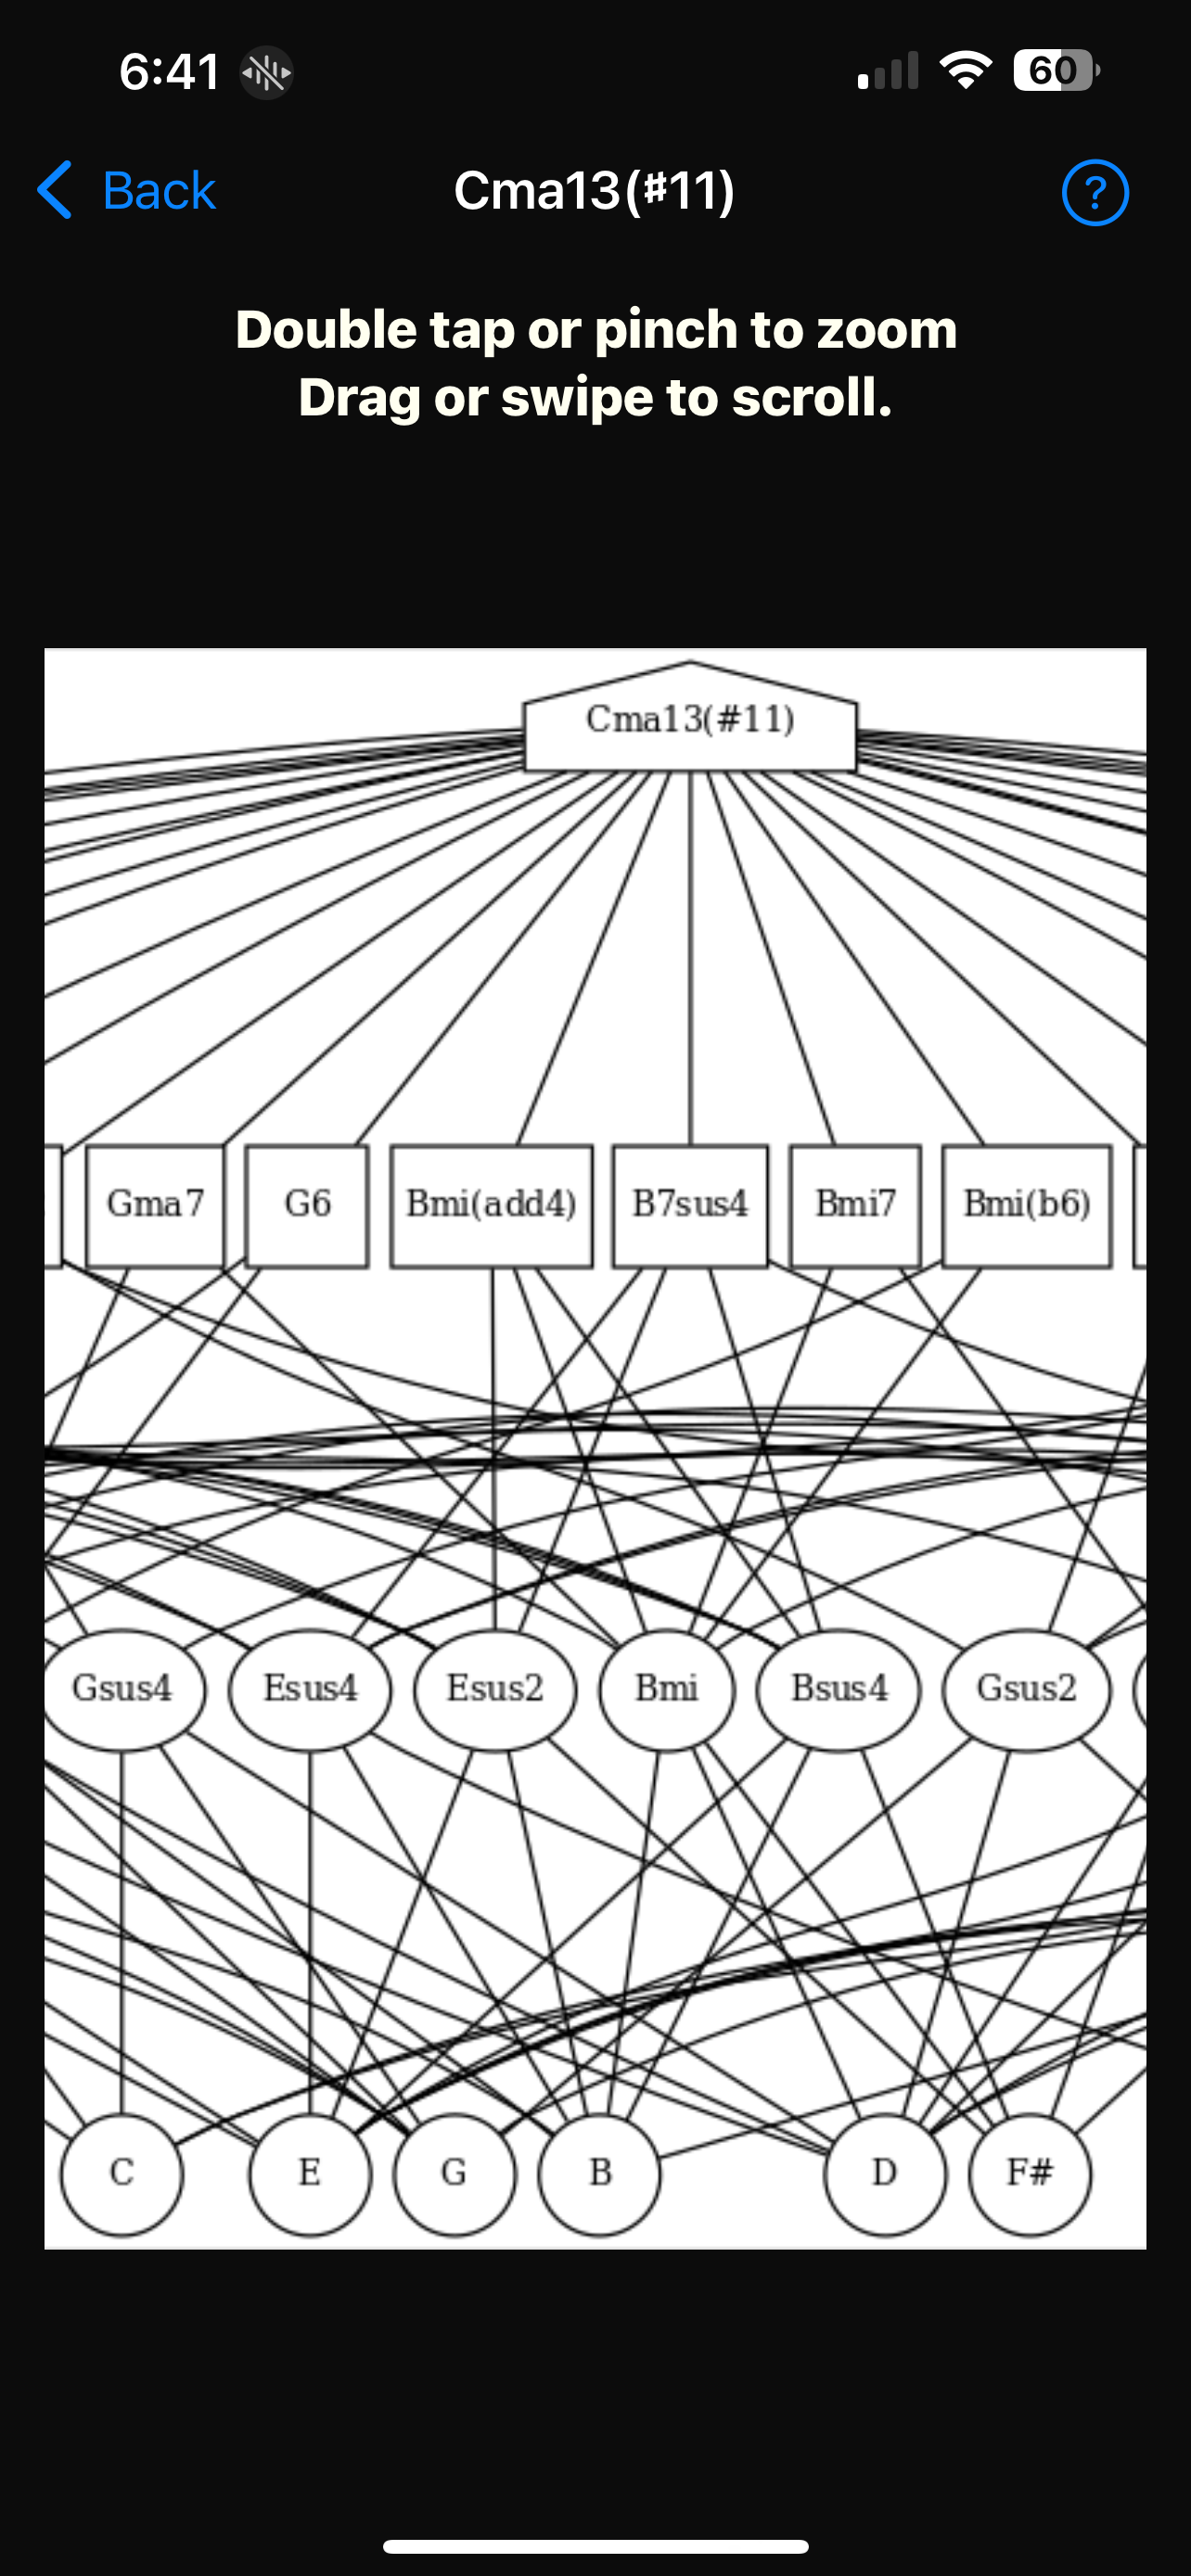 6:41
60
Back
Cma13(#11)
?
Double tap or pinch to zoom
Drag or swipe to scroll.
Cma13(#11)
Gma7
G6
Bmi(add4)
B7sus4
Bmi7
Bmi(b6)
Gsus4
Esus4
Esus2
Bmi
Bsus4
Gsus2
C
E
G
B
D
F#